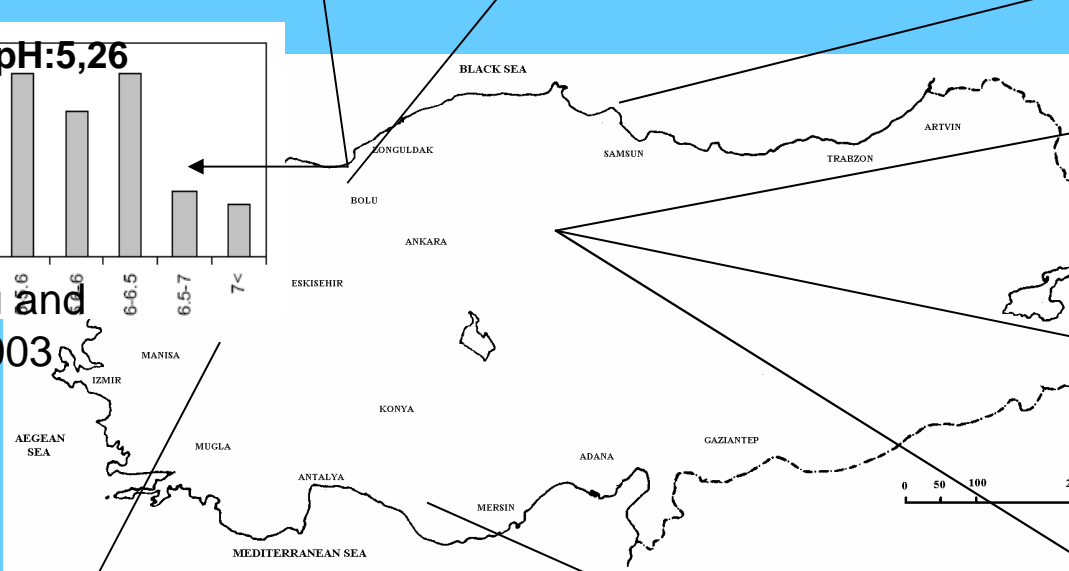 pH:5,26
6-6.5
6.5-7
7<
and
003
BLACK SEA
ZONGULDAK
SAMSUN
ARTVIN
TRABZON
BOLU
ANKARA
ESKISEHIR
MANISA
IZMIR
KONYA
AEGEAN
SEA
MUGLA
GAZIANTEP
ADANA
ANTALYA
MERSIN
0 50 100
MEDITERRANEAN SEA